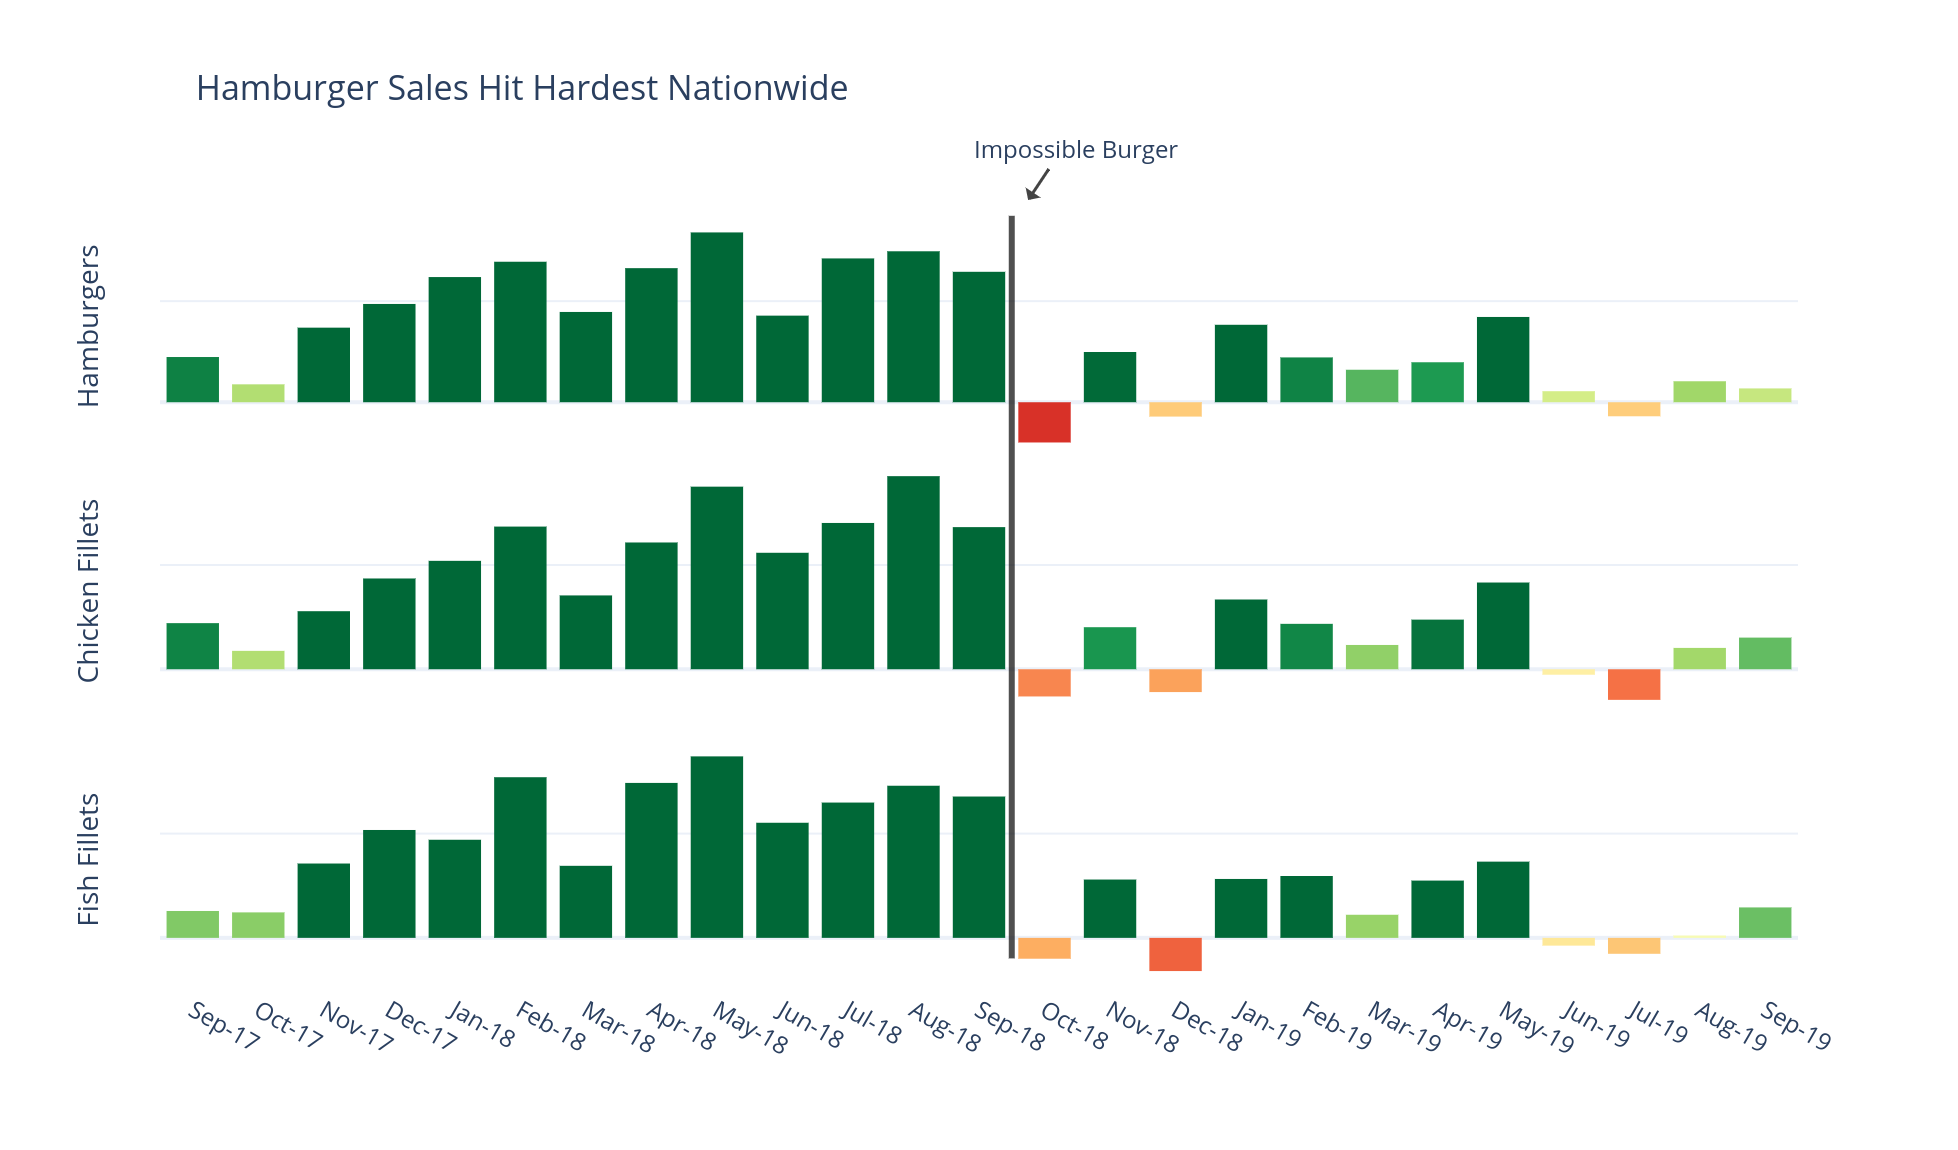 Hamburger Sales Hit Hardest Nationwide
Impossible Burger
Hamburgers
Chicken Fillets
Fish Fillets
Sep-17
Oct-17
Nov-17
Dec-17
Jan-18
Feb-18
Mar-18
Apr-18
May-18
Jun-18
Jul-18
Aug-18
Sep-18
Oct-18
Nov-18
Dec-18
Jan-19
Feb-19
Mar-19
Apr-19
May-19
Jun-19
Jul-19
Aug-19
Sep-19